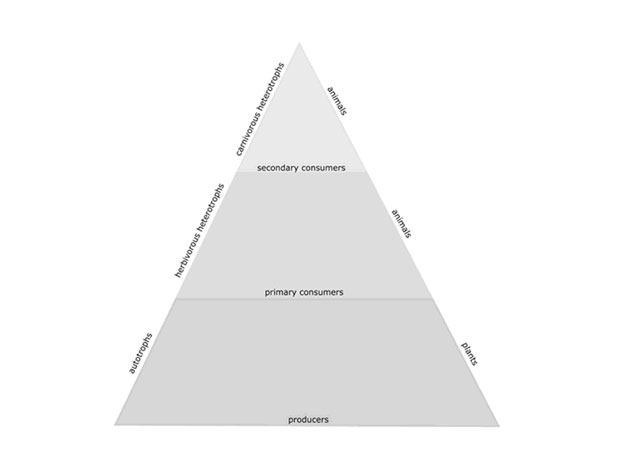 carnivorous heterotrophs
animals
secondary consumers
herbivorous heterotrophs
animals
primary consumers
autotrophs
plants
producers